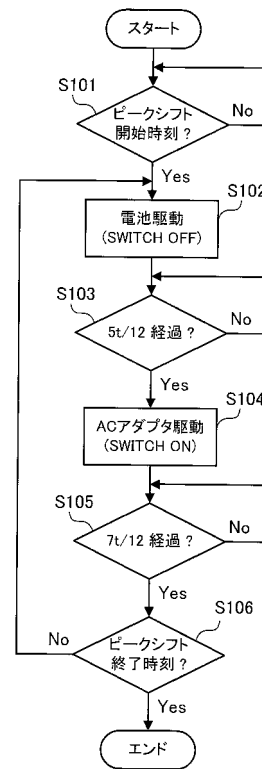 スタート
S101
ピークシフト
開始時刻?
No
Yes
S102
電池駆動
(SWITCH OFF)
S103
5t/12 経過?
No
Yes
S104
ACアダプタ駆動
(SWITCH ON)
S105
7t/12 経過?
No
Yes
S106
No
ピークシフト
終了時刻?
Yes
エンド